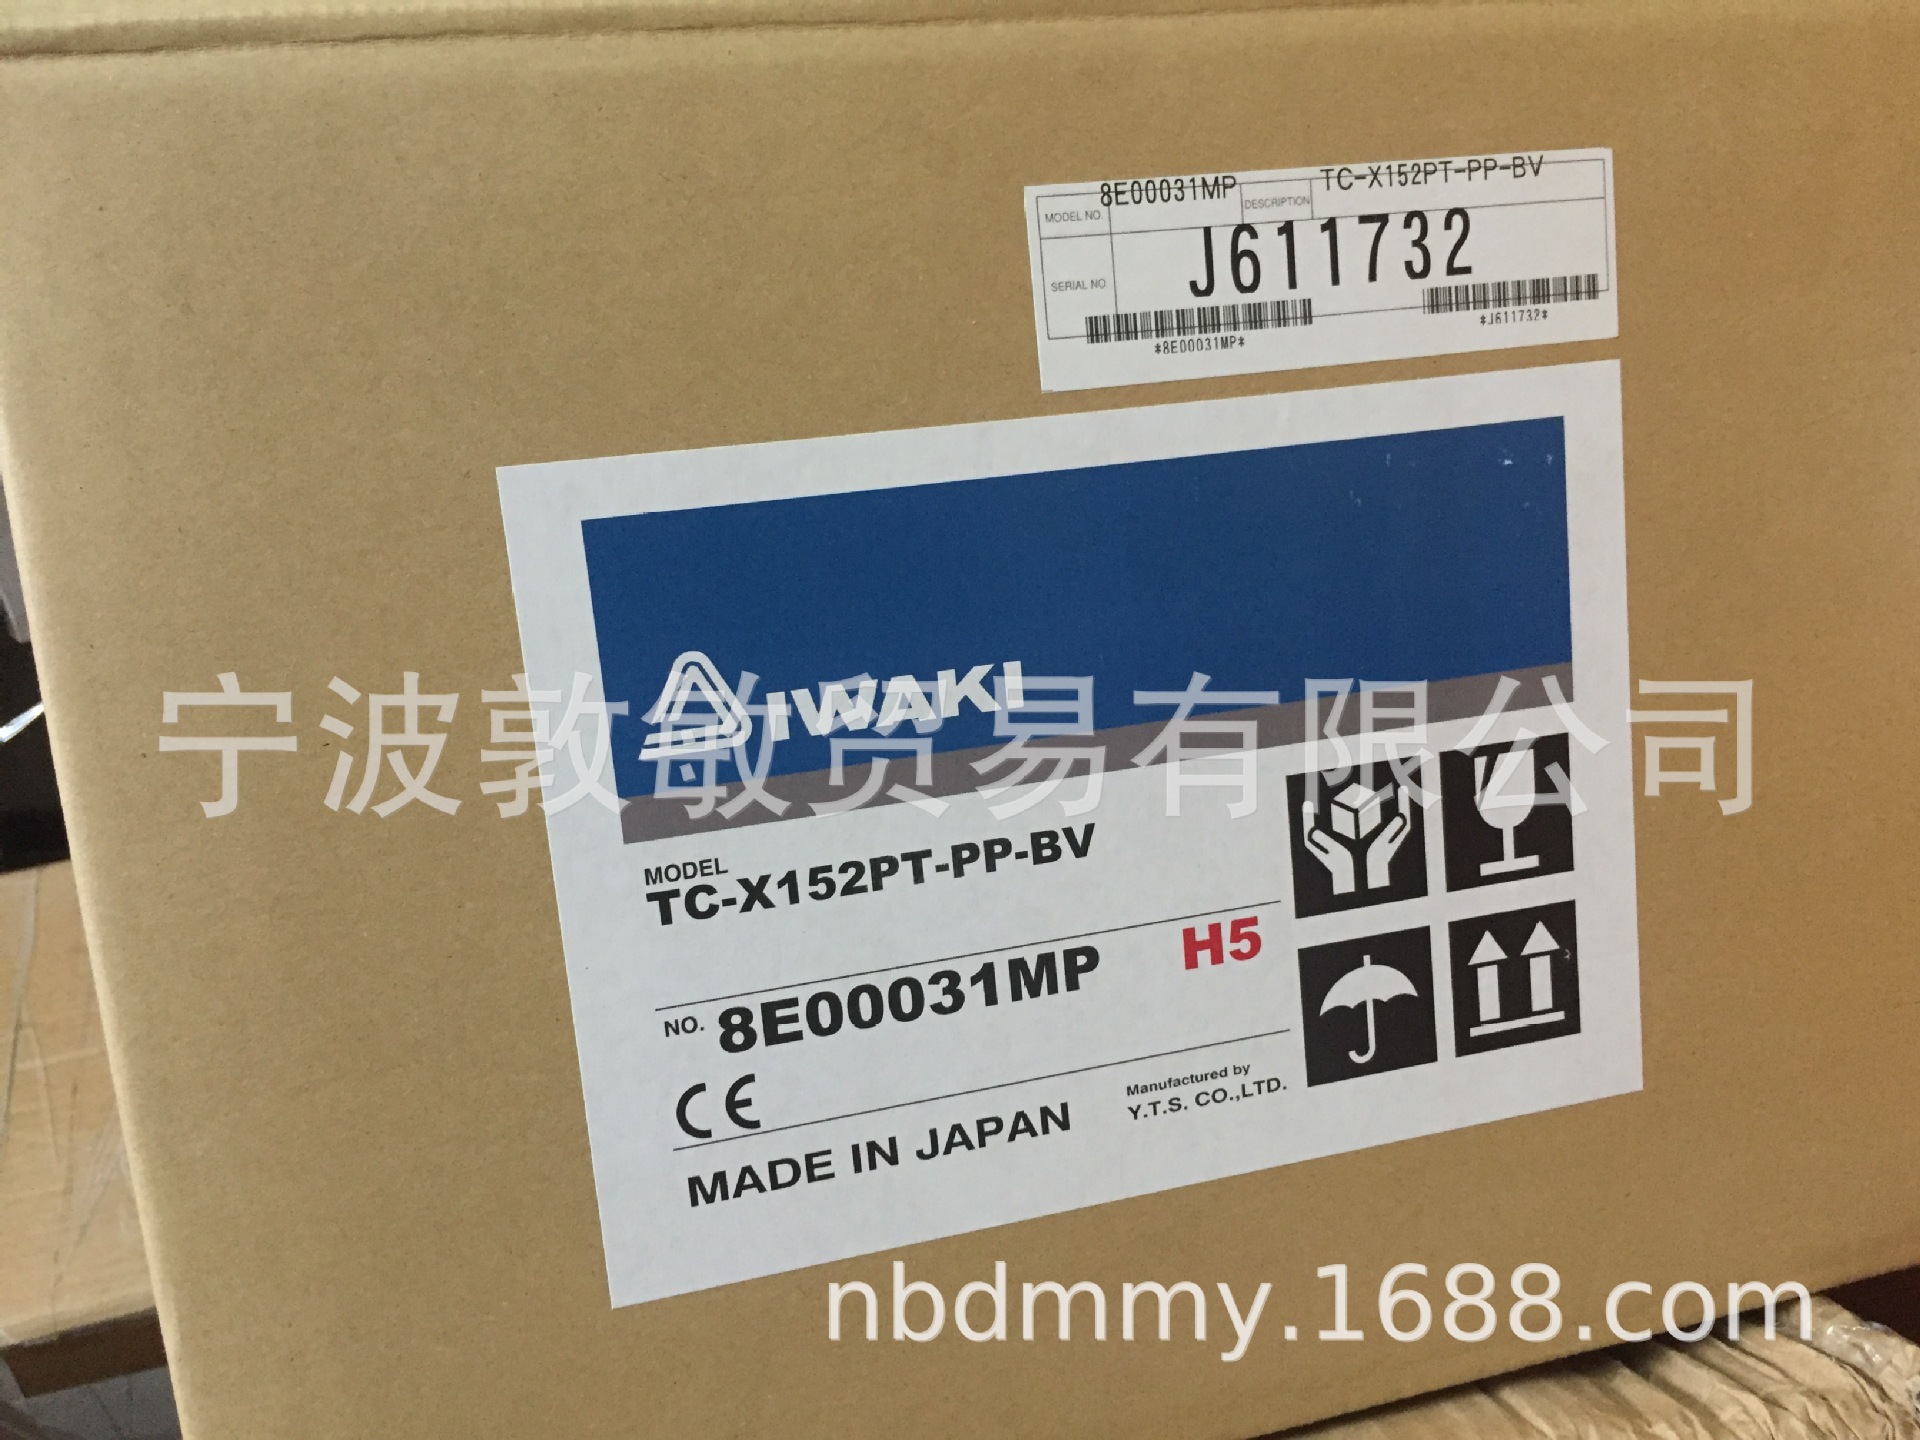 MODEL NO. 8E00031MP DESCRIPTION TC-X152PT-PP-BV
SERIAL NO. J611732
*8E00031MP* *J611732*
IWAKI
宁波敦敏贸易有限公司
MODEL
TC-X152PT-PP-BV
NO. 8E00031MP H5
CE
Manufactured by
Y.T.S. CO.,LTD.
MADE IN JAPAN
nbdmmy.1688.com